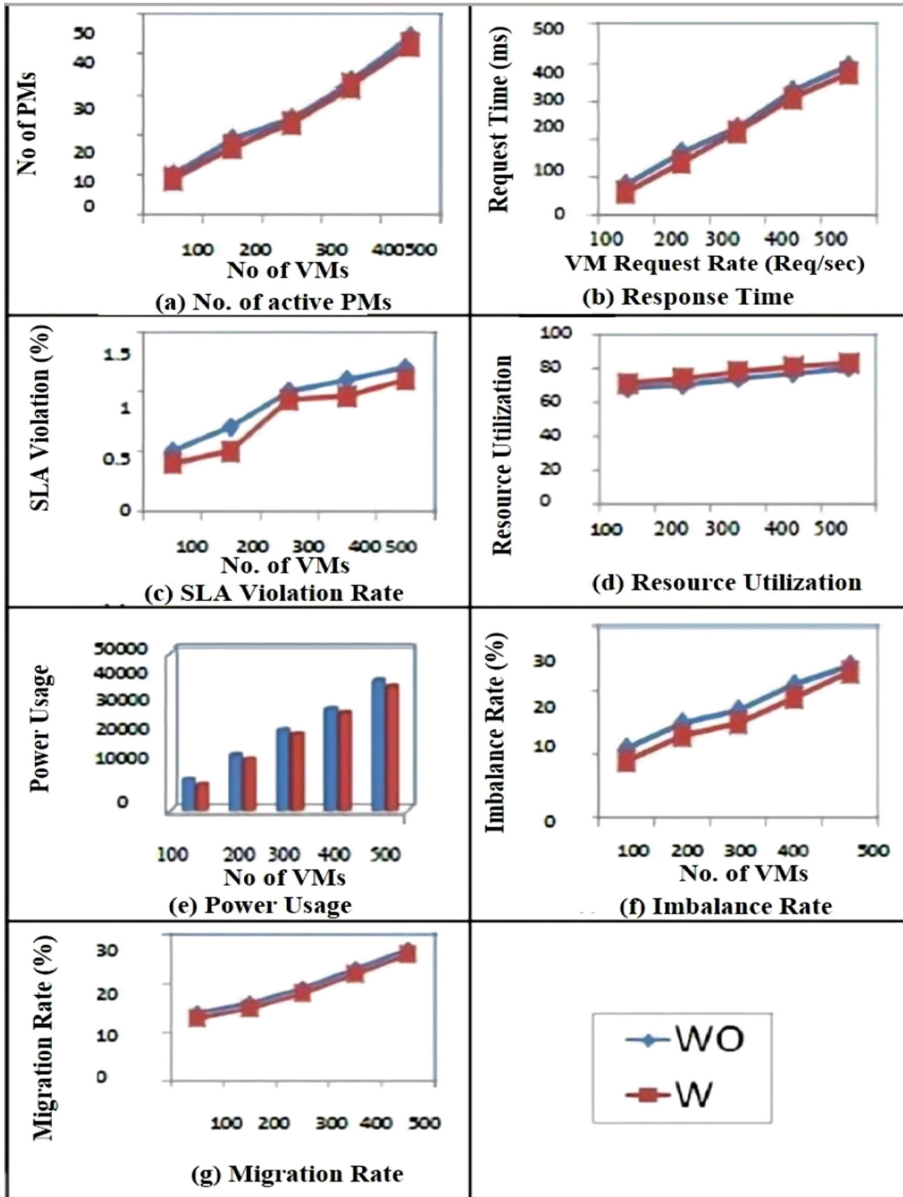 50
40
30
20
10
0
No of PMs
100 200 300 400500
No of VMs
(a) No. of active PMs
500
400
300
200
100
0
Request Time (ms)
100 200 300 400 500
VM Request Rate (Req/sec)
(b) Response Time
1.5
1
0.5
0
SLA Violation (%)
100 200 300 400 500
No. of VMs
(c) SLA Violation Rate
100
80
60
40
20
0
Resource Utilization
100 200 300 400 500
(d) Resource Utilization
50000
40000
30000
20000
10000
0
Power Usage
100 200 300 400 500
No of VMs
(e) Power Usage
30
20
10
0
Imbalance Rate (%)
100 200 300 400 500
No. of VMs
(f) Imbalance Rate
30
20
10
0
Migration Rate (%)
100 200 300 400 500
(g) Migration Rate
WO
W